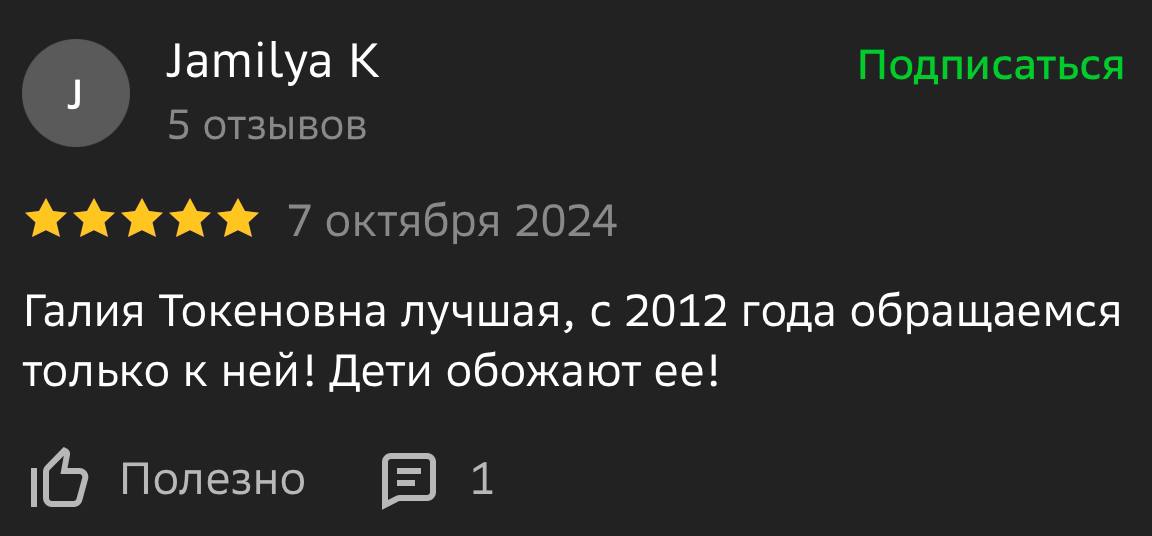 J
Jamilya K
Подписаться
5 отзывов
7 октября 2024
Галия Токеновна лучшая, с 2012 года обращаемся
только к ней! Дети обожают ее!
Полезно
1